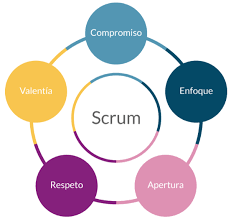 Compromiso
Valentía
Enfoque
Scrum
Respeto
Apertura